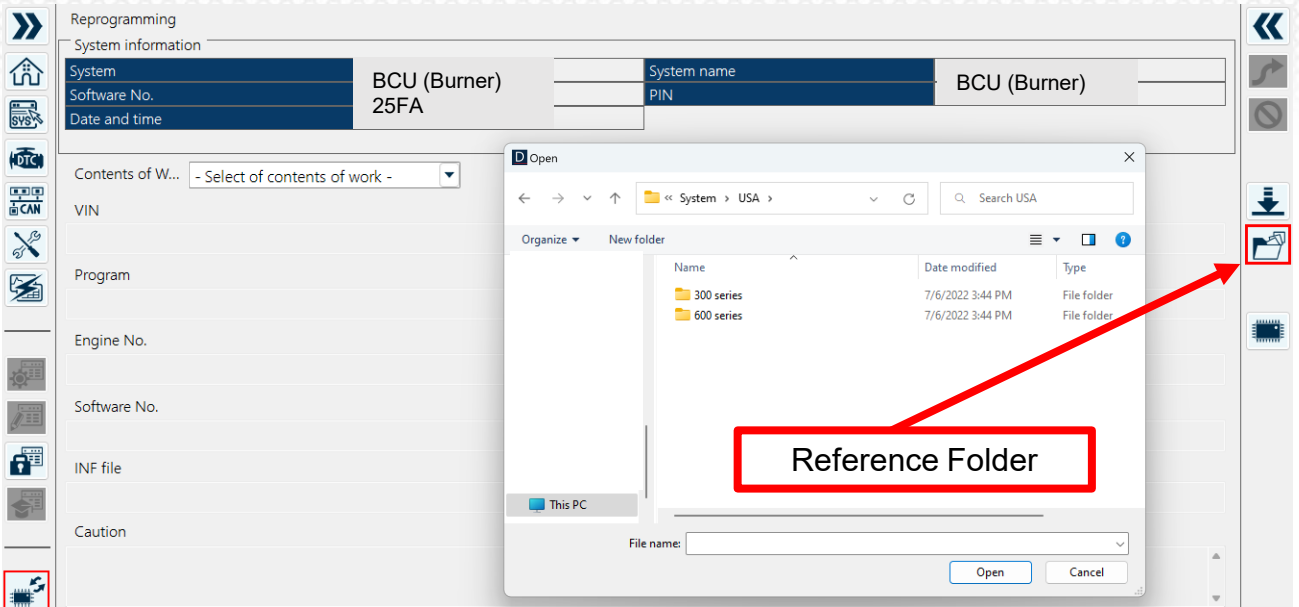 Reprogramming
System information
System
BCU (Burner)
System name
BCU (Burner)
Software No.
25FA
PIN
Date and time
Contents of W...
- Select of contents of work -
VIN
Program
Engine No.
Software No.
INF file
Caution
SYS
DTC
CAN
D Open
« System › USA ›
Search USA
Organize
New folder
?
Name
Date modified
Type
300 series
7/6/2022 3:44 PM
File folder
600 series
7/6/2022 3:44 PM
File folder
This PC
File name:
Open
Cancel
Reference Folder